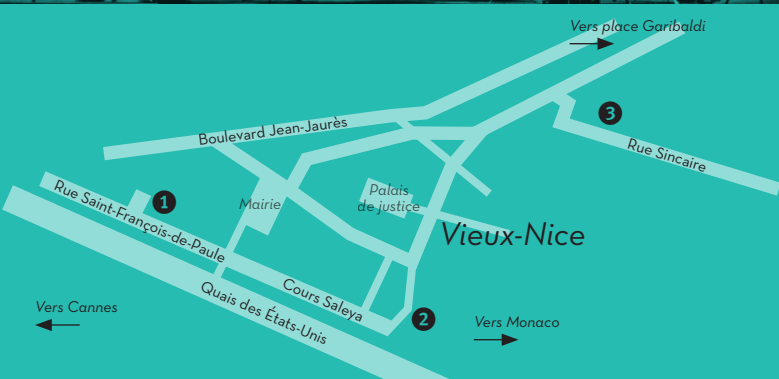 Vers place Garibaldi
3
Boulevard Jean-Jaurès
Rue Sincaire
Rue Saint-François-de-Paule
1
Mairie
Palais
de justice
Vieux-Nice
Cours Saleya
Quais des États-Unis
Vers Cannes
2
Vers Monaco